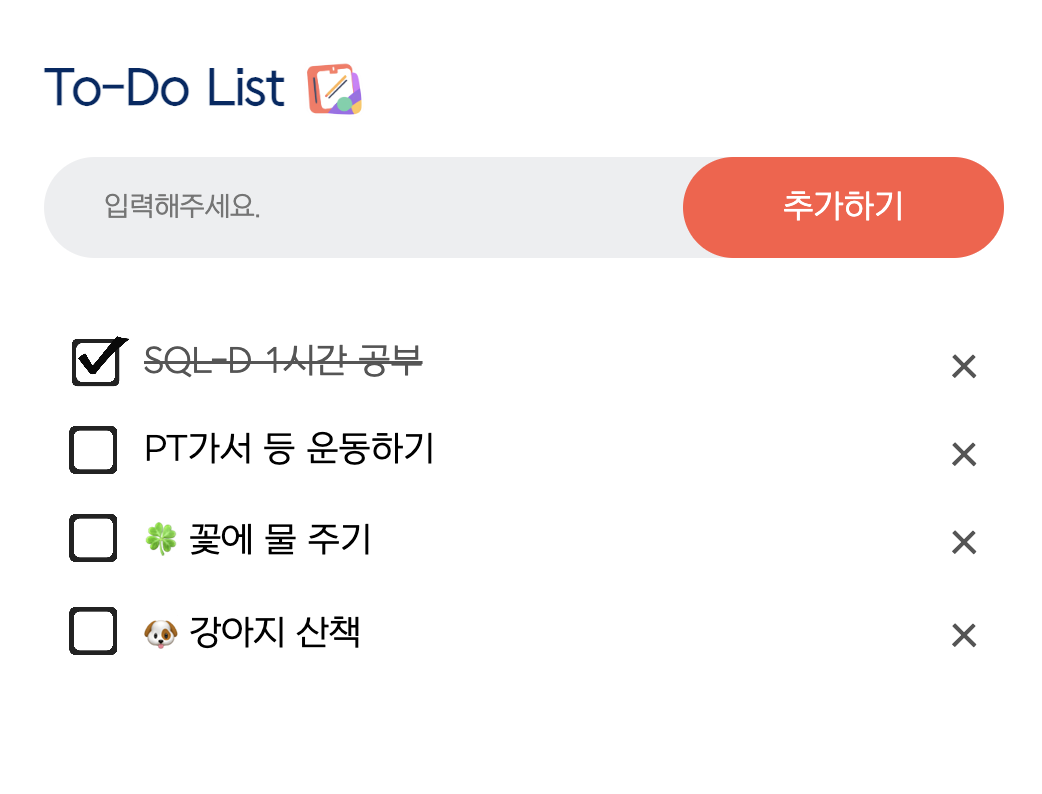 To-Do List
입력해주세요. 추가하기
SQL-D 1시간 공부 ×
PT가서 등 운동하기 ×
🍀 꽃에 물 주기 ×
🐶 강아지 산책 ×